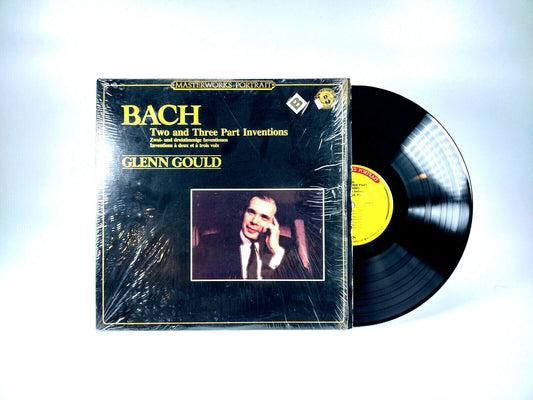 MASTERWORKS PORTRAIT
BACH
Two and Three Part Inventions
Zwei- und dreistimmige Inventionen
Inventions à deux et à trois voix
GLENN GOULD
B
PORTRAIT